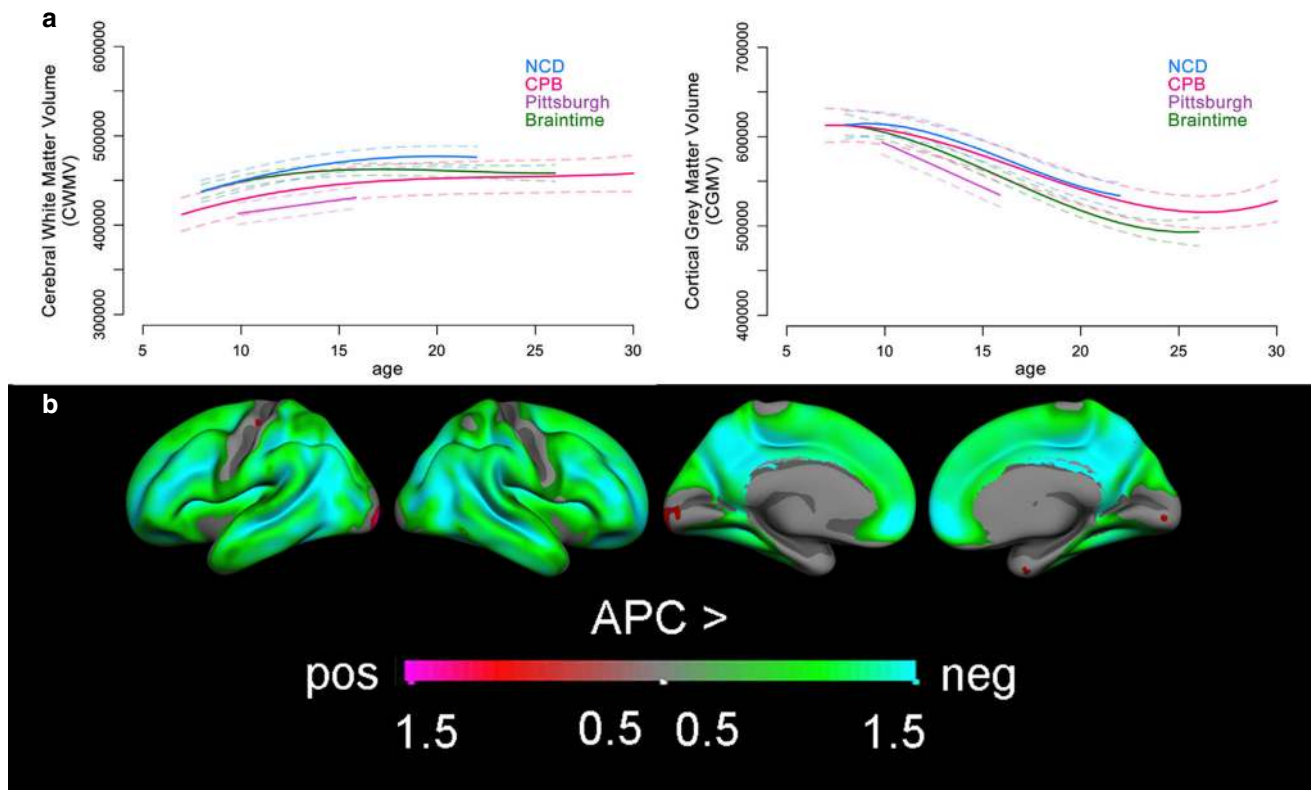 a
Cerebral White Matter Volume
(CWMV)
600000
500000
400000
300000
NCD
CPB
Pittsburgh
Braintime
5 10 15 20 25 30
age
Cortical Grey Matter Volume
(CGMV)
700000
600000
500000
400000
NCD
CPB
Pittsburgh
Braintime
5 10 15 20 25 30
age
b
APC >
pos neg
1.5 0.5 0.5 1.5